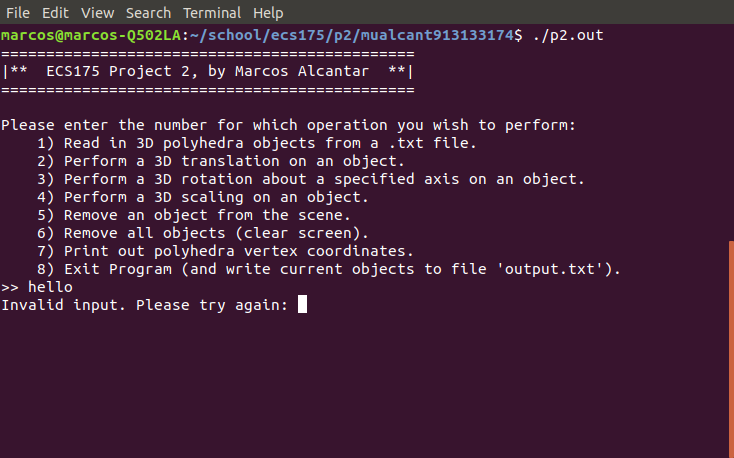 File Edit View Search Terminal Help
marcos@marcos-Q502LA:~/school/ecs175/p2/mualcant913133174$ ./p2.out
==============================================
|**  ECS175 Project 2, by Marcos Alcantar  **|
==============================================
Please enter the number for which operation you wish to perform:
    1) Read in 3D polyhedra objects from a .txt file.
    2) Perform a 3D translation on an object.
    3) Perform a 3D rotation about a specified axis on an object.
    4) Perform a 3D scaling on an object.
    5) Remove an object from the scene.
    6) Remove all objects (clear screen).
    7) Print out polyhedra vertex coordinates.
    8) Exit Program (and write current objects to file 'output.txt').
>> hello
Invalid input. Please try again: